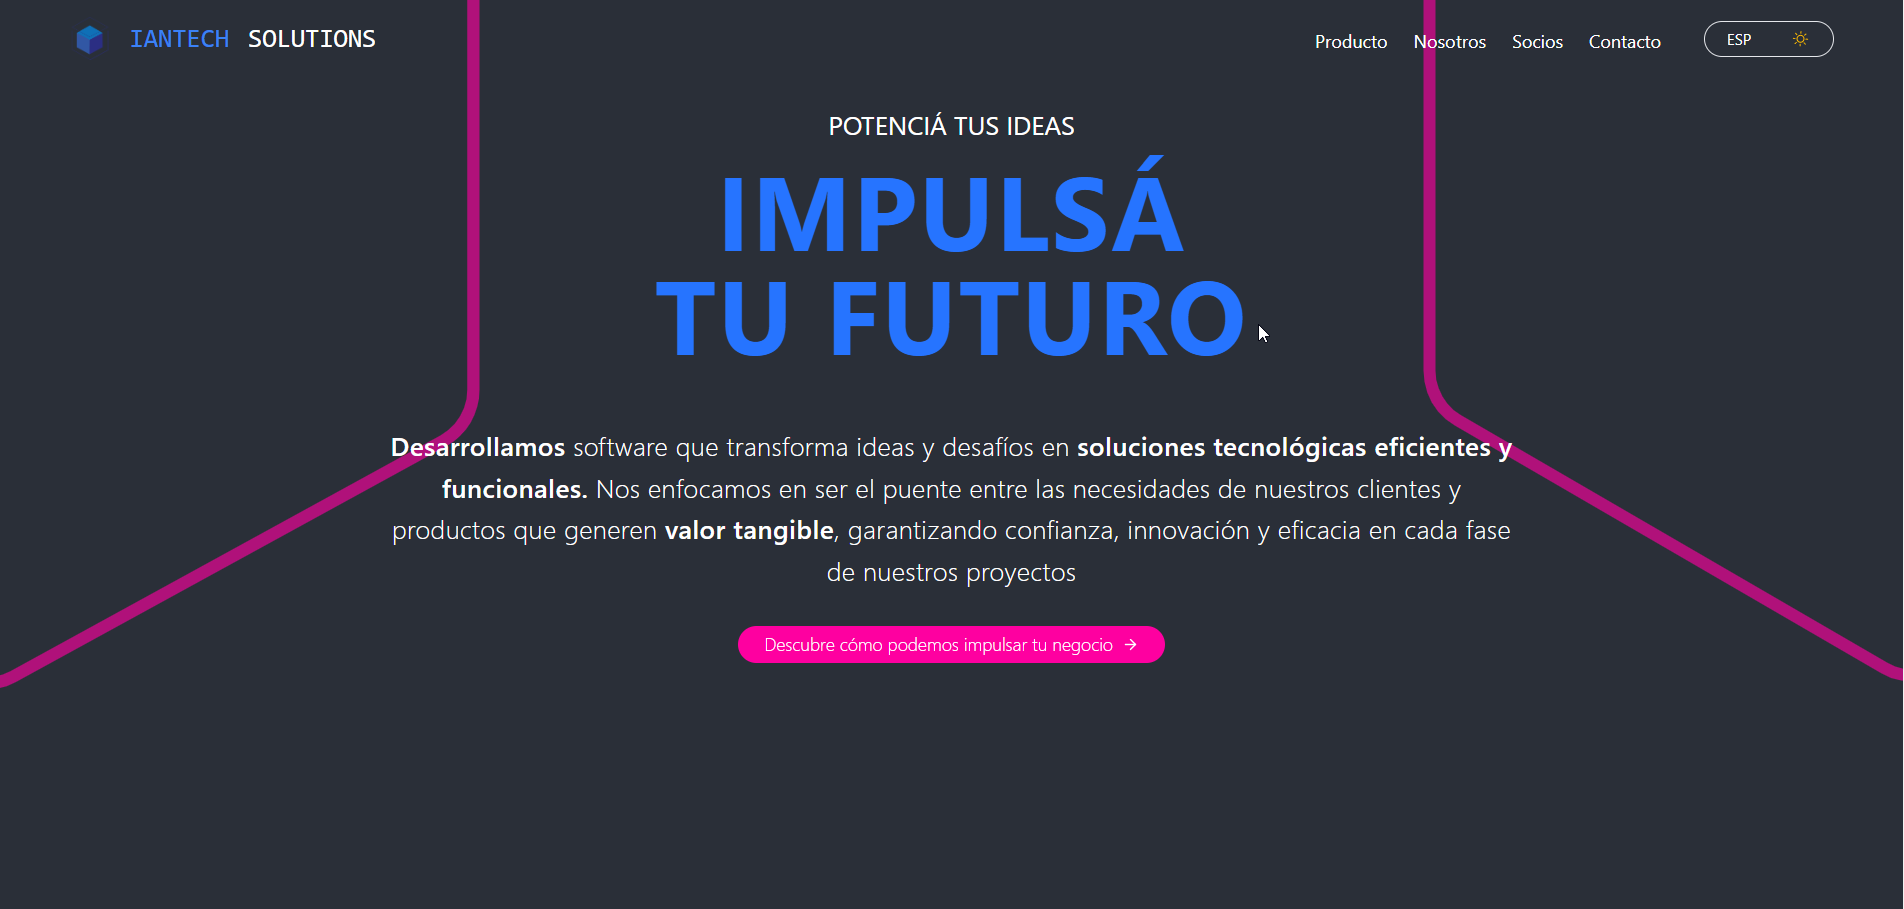 IANTECH SOLUTIONS
Producto Nosotros Socios Contacto ESP
POTENCIÁ TUS IDEAS
IMPULSÁ
TU FUTURO
Desarrollamos software que transforma ideas y desafíos en soluciones tecnológicas eficientes y
funcionales. Nos enfocamos en ser el puente entre las necesidades de nuestros clientes y
productos que generen valor tangible, garantizando confianza, innovación y eficacia en cada fase
de nuestros proyectos
Descubre cómo podemos impulsar tu negocio →